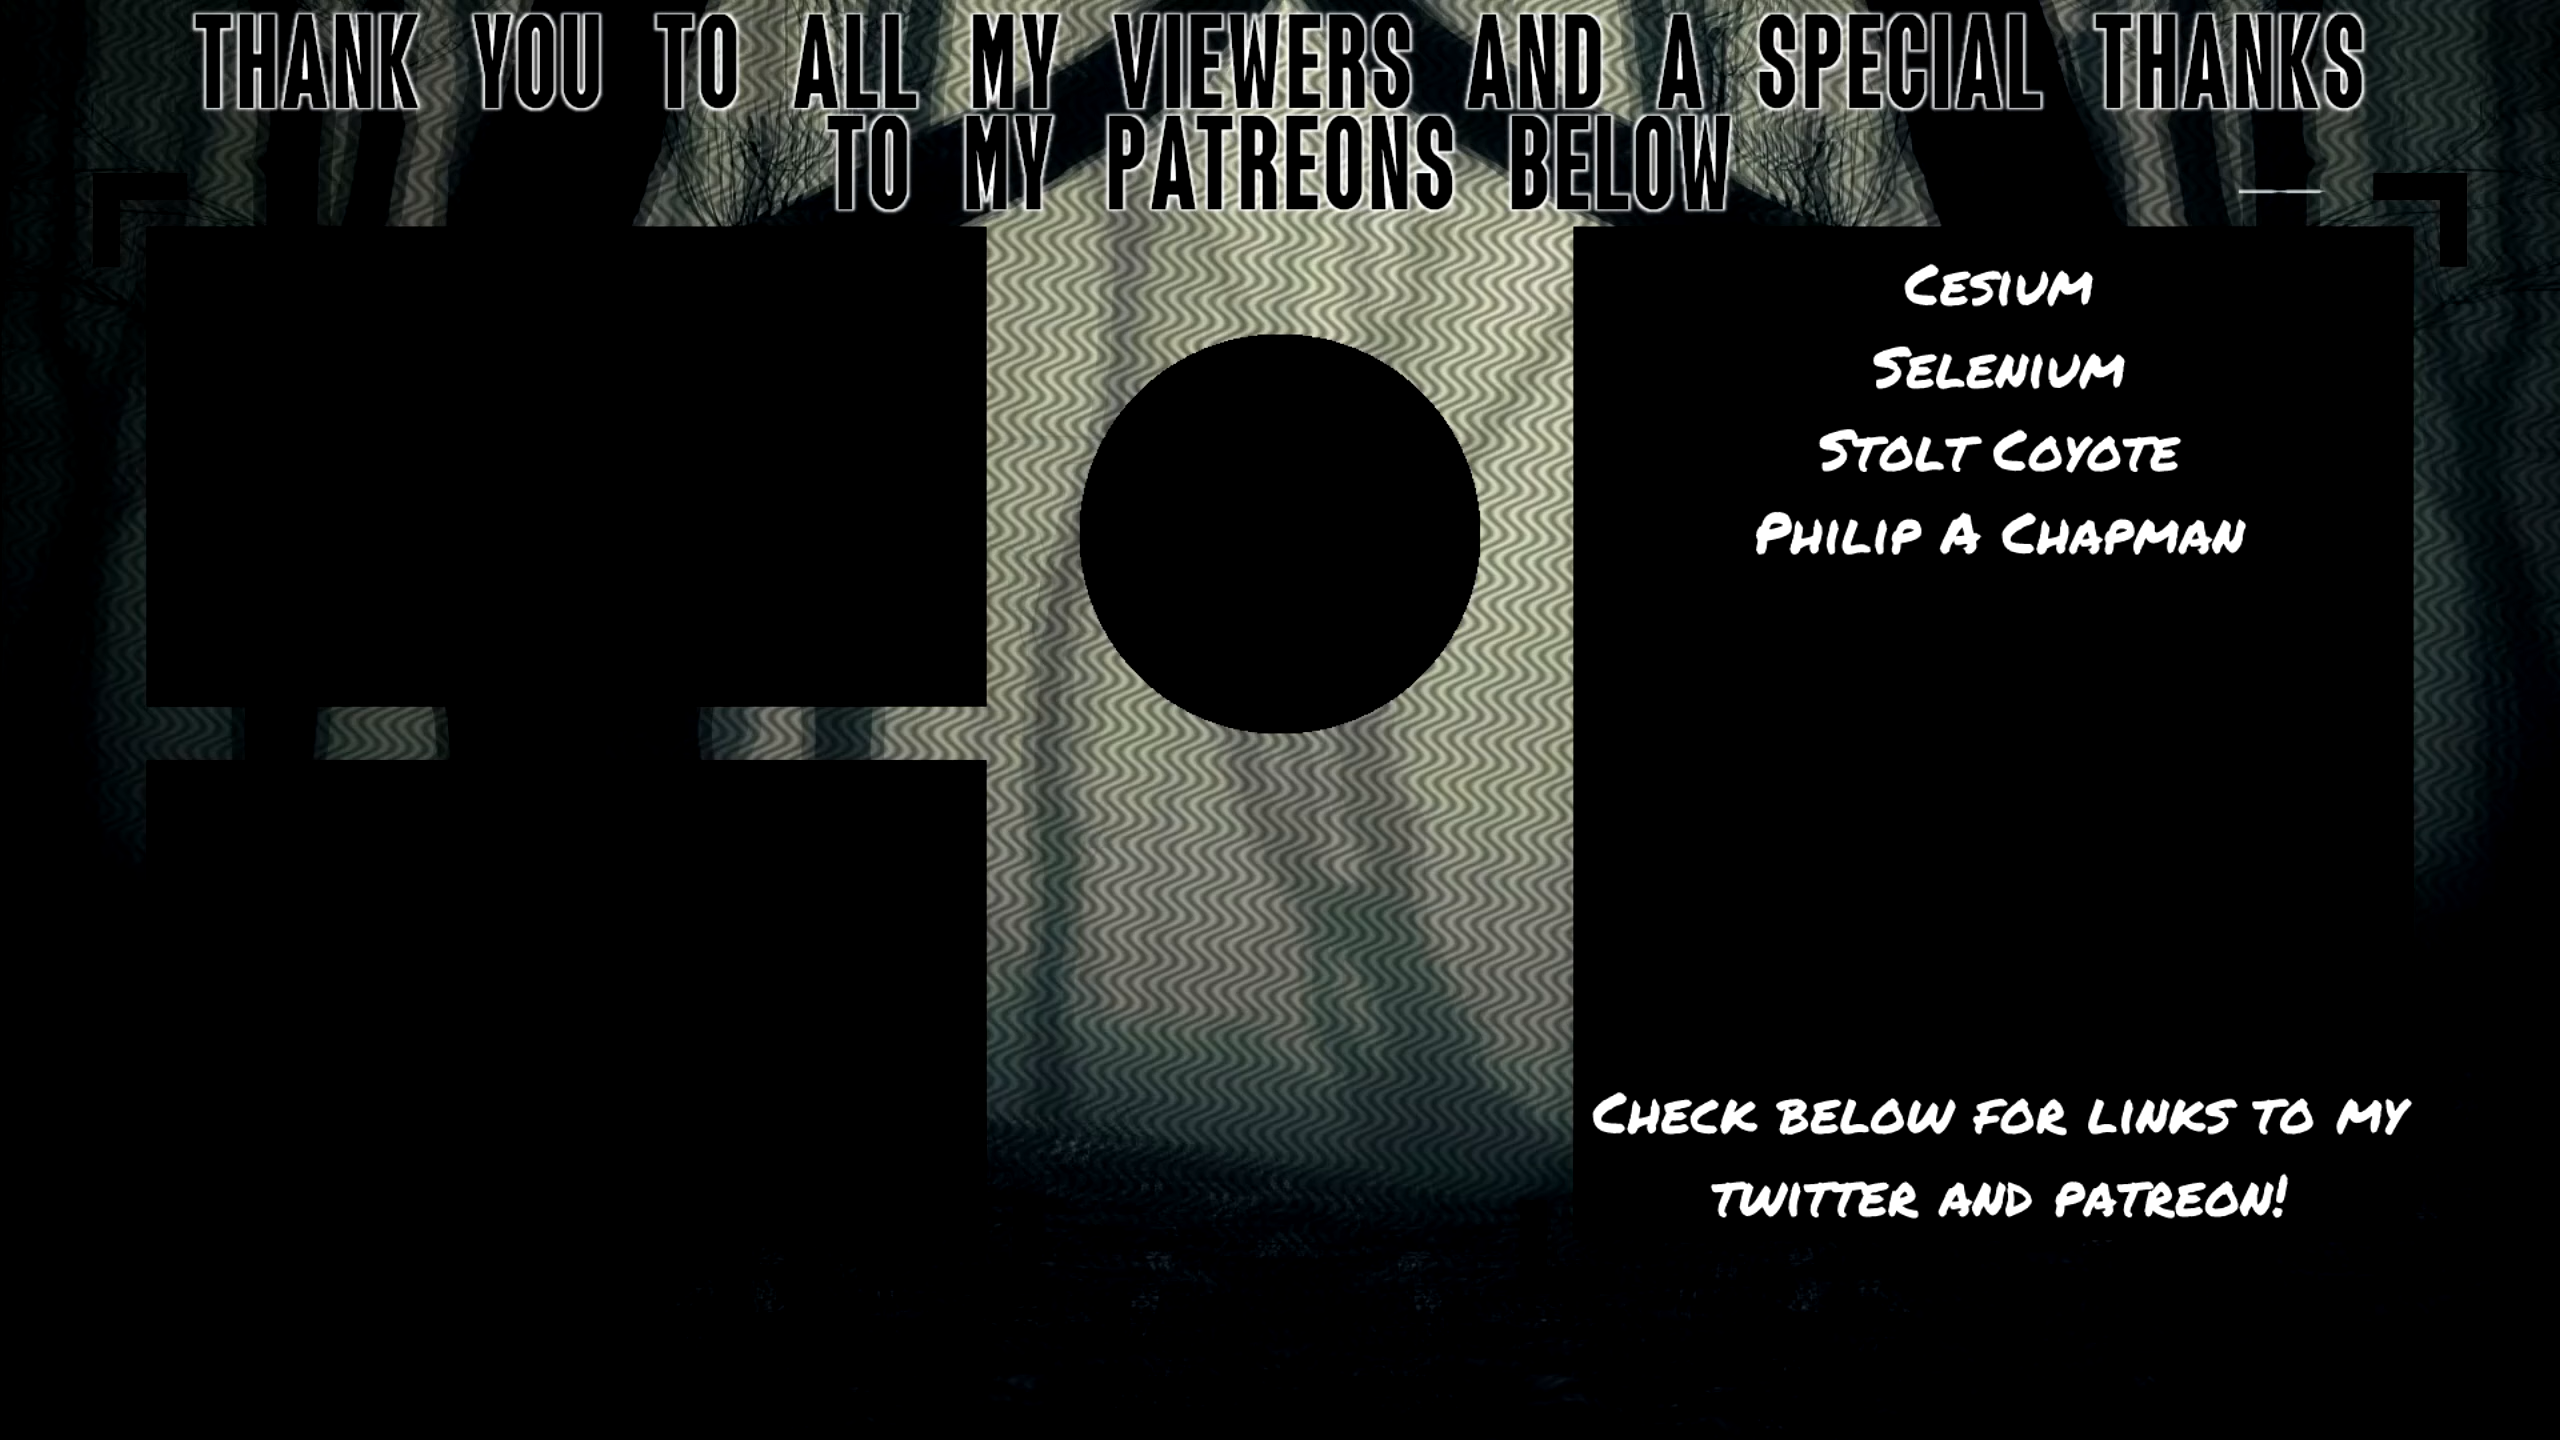 THANK YOU TO ALL MY VIEWERS AND A SPECIAL THANKS
TO MY PATREONS BELOW
CESIUM
SELENIUM
STOLT COYOTE
PHILIP A CHAPMAN
CHECK BELOW FOR LINKS TO MY
TWITTER AND PATREON!